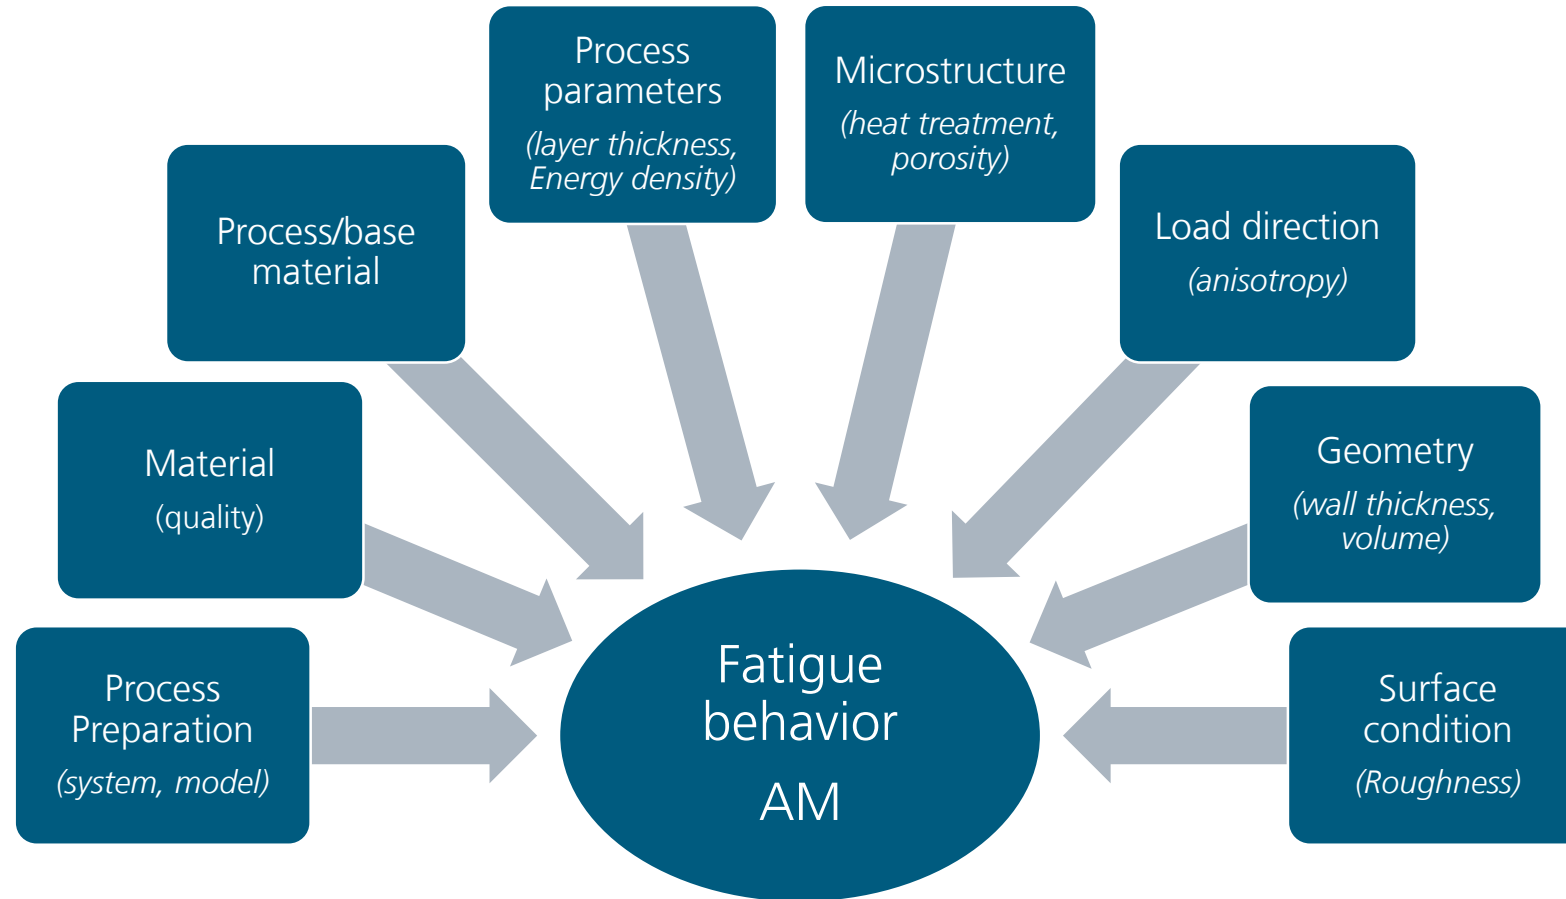 Process
parameters
(layer thickness,
Energy density)
Microstructure
(heat treatment,
porosity)
Process/base
material
Load direction
(anisotropy)
Material
(quality)
Geometry
(wall thickness,
volume)
Process
Preparation
(system, model)
Fatigue
behavior
AM
Surface
condition
(Roughness)